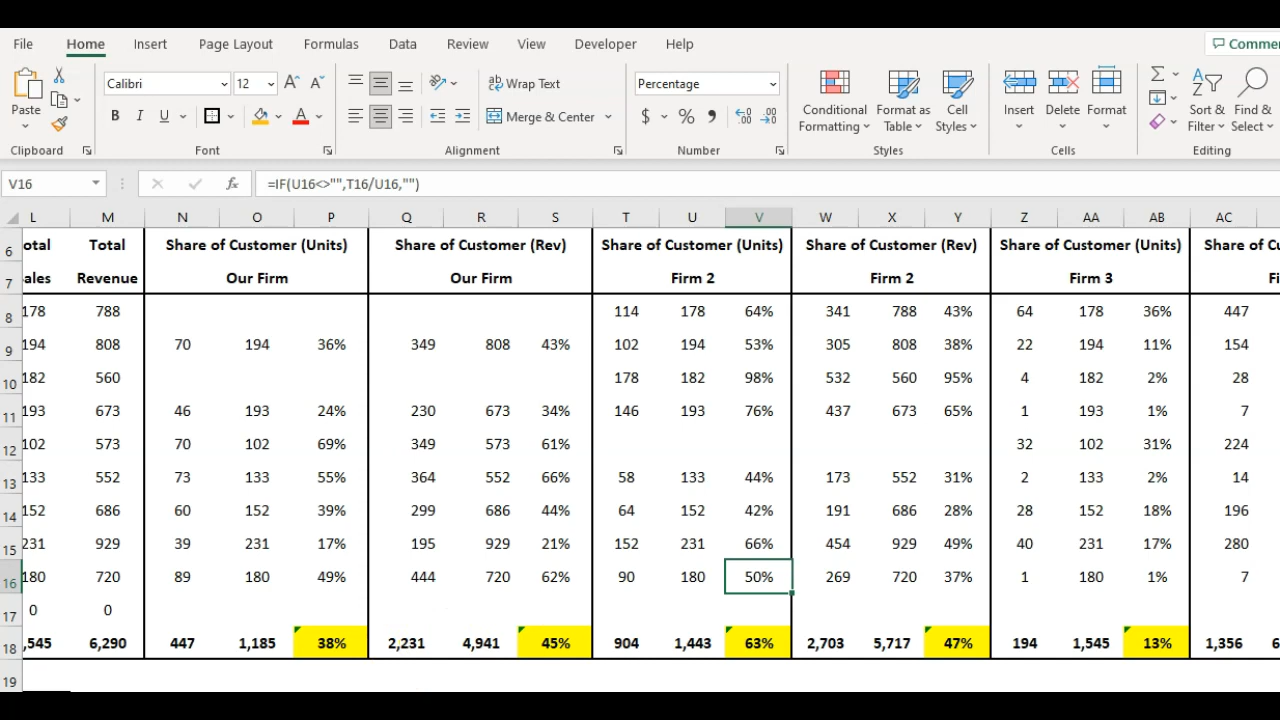 File Home Insert Page Layout Formulas Data Review View Developer Help Commen
Paste Calibri 12 A A Wrap Text Percentage Conditional Formatting Format as Table Cell Styles Insert Delete Format Sort & Filter Find & Select
B I U A Merge & Center $ % 9
Clipboard Font Alignment Number Styles Cells Editing
V16 fx =IF(U16<>"",T16/U16,"")
L M N O P Q R S T U V W X Y Z AA AB AC
6 otal Total Share of Customer (Units) Share of Customer (Rev) Share of Customer (Units) Share of Customer (Rev) Share of Customer (Units) Share of Cu
7 ales Revenue Our Firm Our Firm Firm 2 Firm 2 Firm 3 Fi
8 178 788 114 178 64% 341 788 43% 64 178 36% 447
9 194 808 70 194 36% 349 808 43% 102 194 53% 305 808 38% 22 194 11% 154
10 182 560 178 182 98% 532 560 95% 4 182 2% 28
11 193 673 46 193 24% 230 673 34% 146 193 76% 437 673 65% 1 193 1% 7
12 102 573 70 102 69% 349 573 61% 32 102 31% 224
13 133 552 73 133 55% 364 552 66% 58 133 44% 173 552 31% 2 133 2% 14
14 152 686 60 152 39% 299 686 44% 64 152 42% 191 686 28% 28 152 18% 196
15 231 929 39 231 17% 195 929 21% 152 231 66% 454 929 49% 40 231 17% 280
16 180 720 89 180 49% 444 720 62% 90 180 50% 269 720 37% 1 180 1% 7
17 0 0
18 ,545 6,290 447 1,185 38% 2,231 4,941 45% 904 1,443 63% 2,703 5,717 47% 194 1,545 13% 1,356 6
19